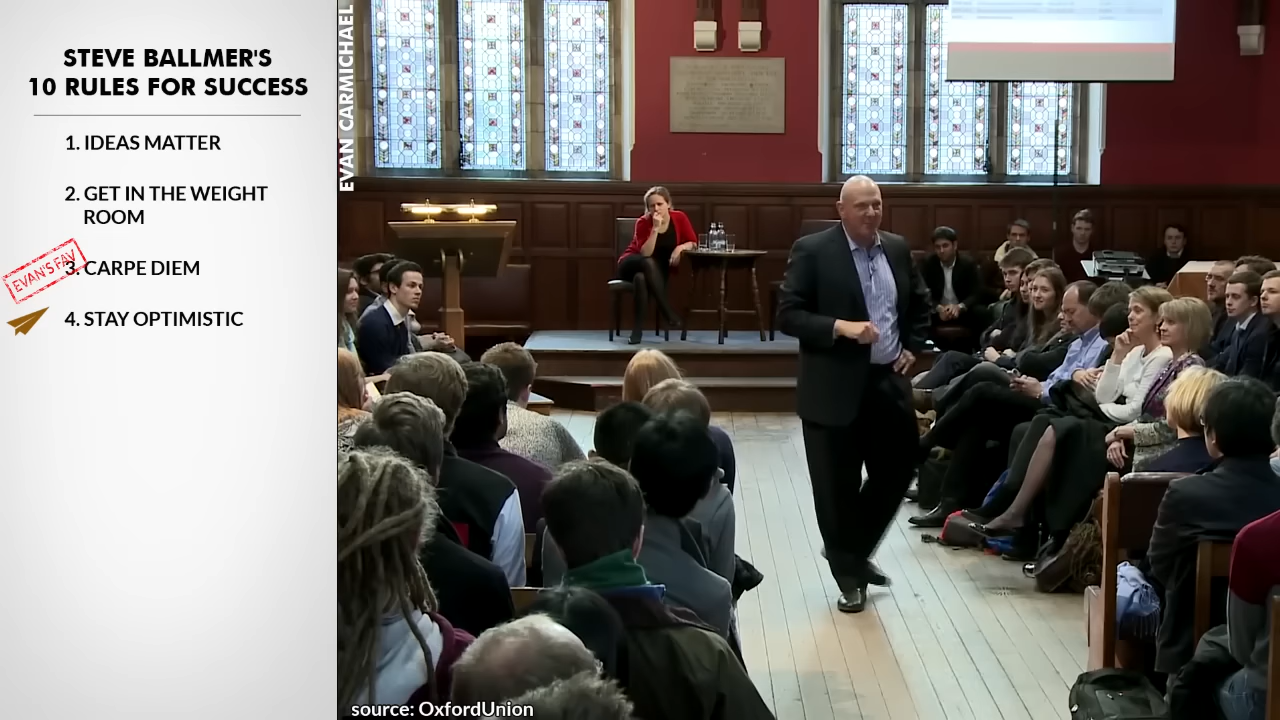 STEVE BALLMER'S
10 RULES FOR SUCCESS
1. IDEAS MATTER
2. GET IN THE WEIGHT
ROOM
EVAN'S FAV
3. CARPE DIEM
4. STAY OPTIMISTIC
EVAN CARMICHAEL
source: OxfordUnion